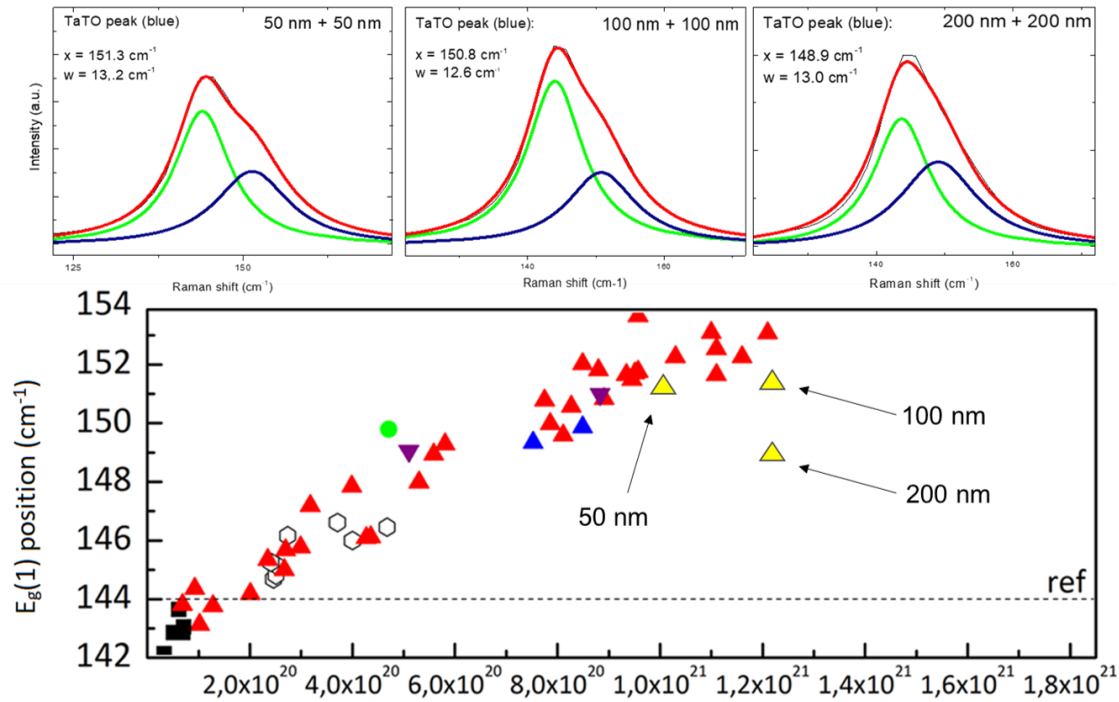 TaTO peak (blue)
50 nm + 50 nm
x = 151.3 cm⁻¹
w = 13,.2 cm⁻¹
Intensity (a.u.)
125
150
Raman shift (cm⁻¹)
TaTO peak (blue):
100 nm + 100 nm
x = 150.8 cm⁻¹
w = 12.6 cm⁻¹
140
160
Raman shift (cm-1)
TaTO peak (blue):
200 nm + 200 nm
x = 148.9 cm⁻¹
w = 13.0 cm⁻¹
140
160
Raman shift (cm⁻¹)
E_g(1) position (cm⁻¹)
154
152
150
148
146
144
142
50 nm
100 nm
200 nm
ref
2,0x10²⁰
4,0x10²⁰
6,0x10²⁰
8,0x10²⁰
1,0x10²¹
1,2x10²¹
1,6x10²¹
1,6x10²¹
1,8x10²¹